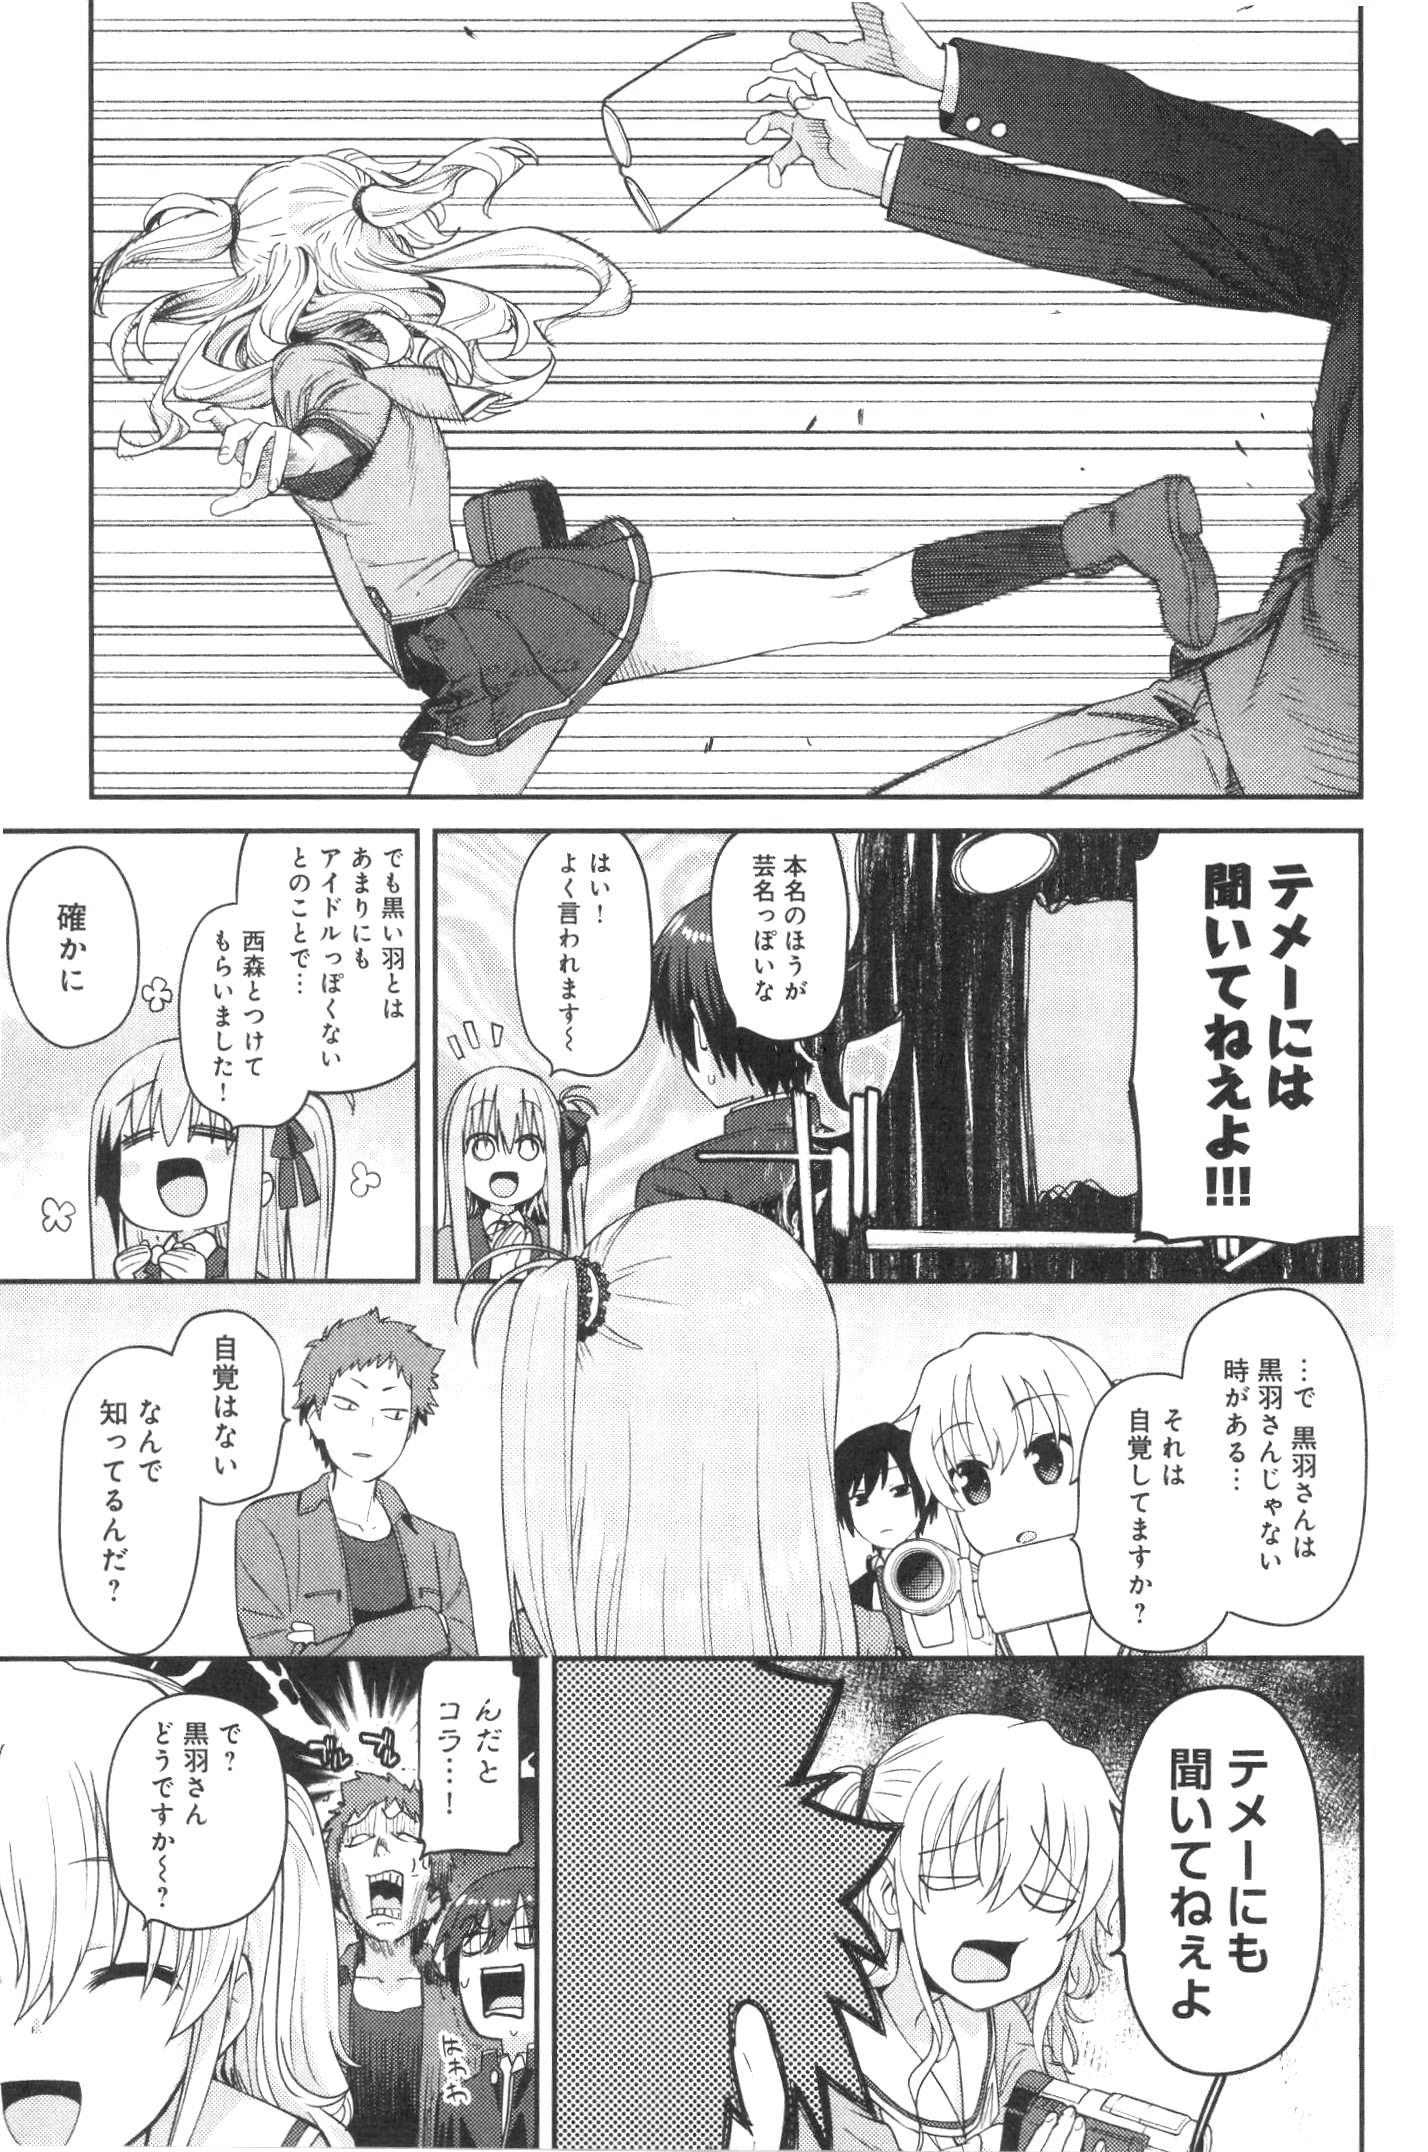 テメーには
聞いてねえよ!!!
本名のほうが
芸名っぽいな
はい!
よく言われます〜
でも黒い羽とは
あまりにも
アイドルっぽくない
とのことで…
西森とつけて
もらいました!
確かに
…で 黒羽さんは
黒羽さんじゃない
時がある…
それは
自覚してますか?
自覚はない
なんで
知ってるんだ?
テメーにも
聞いてねぇよ
んだと
コラ…!
はわわ
で?
黒羽さん
どうですか〜?